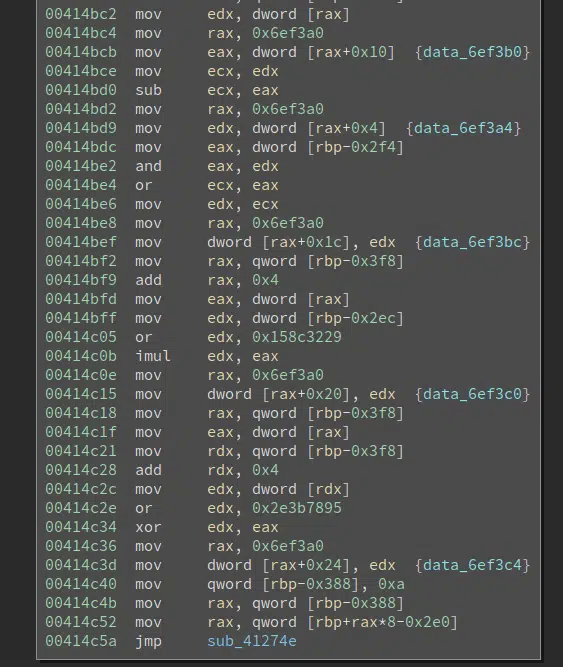 00414bc2 mov edx, dword [rax]
00414bc4 mov rax, 0x6ef3a0
00414bcb mov eax, dword [rax+0x10] {data_6ef3b0}
00414bce mov ecx, edx
00414bd0 sub ecx, eax
00414bd2 mov rax, 0x6ef3a0
00414bd9 mov edx, dword [rax+0x4] {data_6ef3a4}
00414bdc mov eax, dword [rbp-0x2f4]
00414be2 and eax, edx
00414be4 or ecx, eax
00414be6 mov edx, ecx
00414be8 mov rax, 0x6ef3a0
00414bef mov dword [rax+0x1c], edx {data_6ef3bc}
00414bf2 mov rax, qword [rbp-0x3f8]
00414bf9 add rax, 0x4
00414bfd mov eax, dword [rax]
00414bff mov edx, dword [rbp-0x2ec]
00414c05 or edx, 0x158c3229
00414c0b imul edx, eax
00414c0e mov rax, 0x6ef3a0
00414c15 mov dword [rax+0x20], edx {data_6ef3c0}
00414c18 mov rax, qword [rbp-0x3f8]
00414c1f mov eax, dword [rax]
00414c21 mov rdx, qword [rbp-0x3f8]
00414c28 add rdx, 0x4
00414c2c mov edx, dword [rdx]
00414c2e or edx, 0x2e3b7895
00414c34 xor edx, eax
00414c36 mov rax, 0x6ef3a0
00414c3d mov dword [rax+0x24], edx {data_6ef3c4}
00414c40 mov qword [rbp-0x388], 0xa
00414c4b mov rax, qword [rbp-0x388]
00414c52 mov rax, qword [rbp+rax*8-0x2e0]
00414c5a jmp sub_41274e